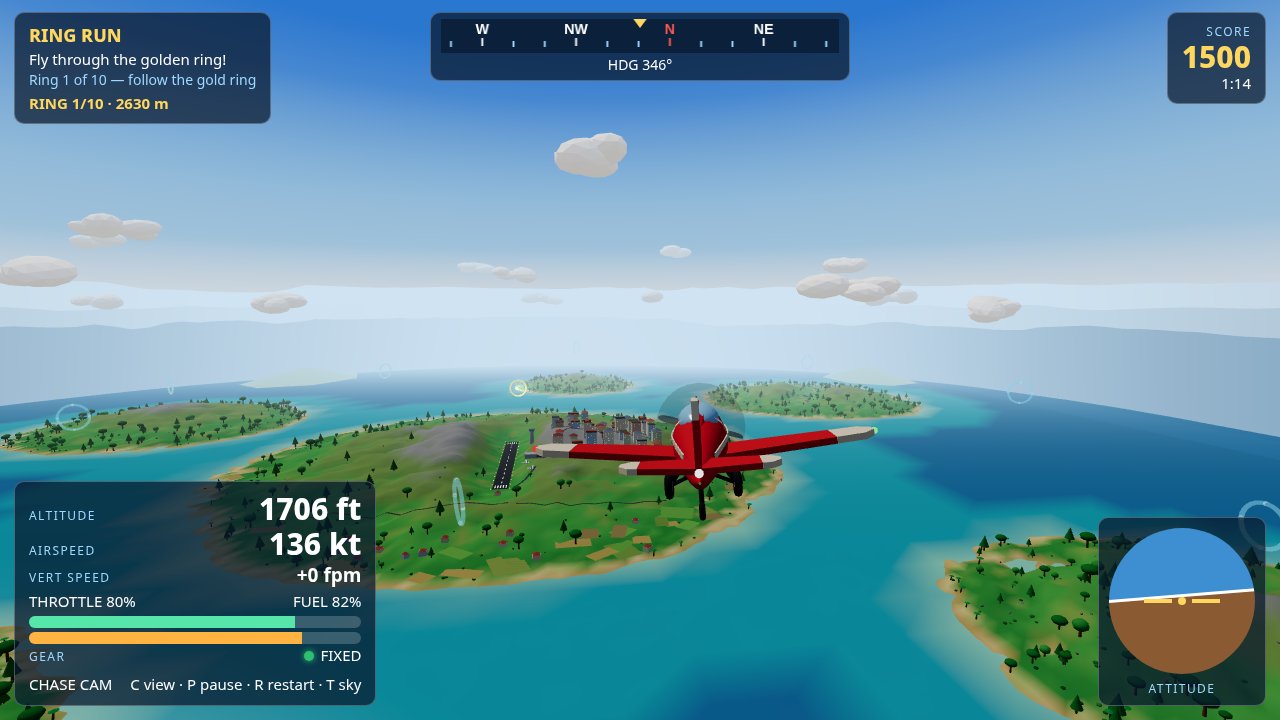 RING RUN
Fly through the golden ring!
Ring 1 of 10 — follow the gold ring
RING 1/10 · 2630 m
W NW N NE
HDG 346°
SCORE
1500
1:14
ALTITUDE 1706 ft
AIRSPEED 136 kt
VERT SPEED +0 fpm
THROTTLE 80% FUEL 82%
GEAR FIXED
CHASE CAM C view · P pause · R restart · T sky
ATTITUDE